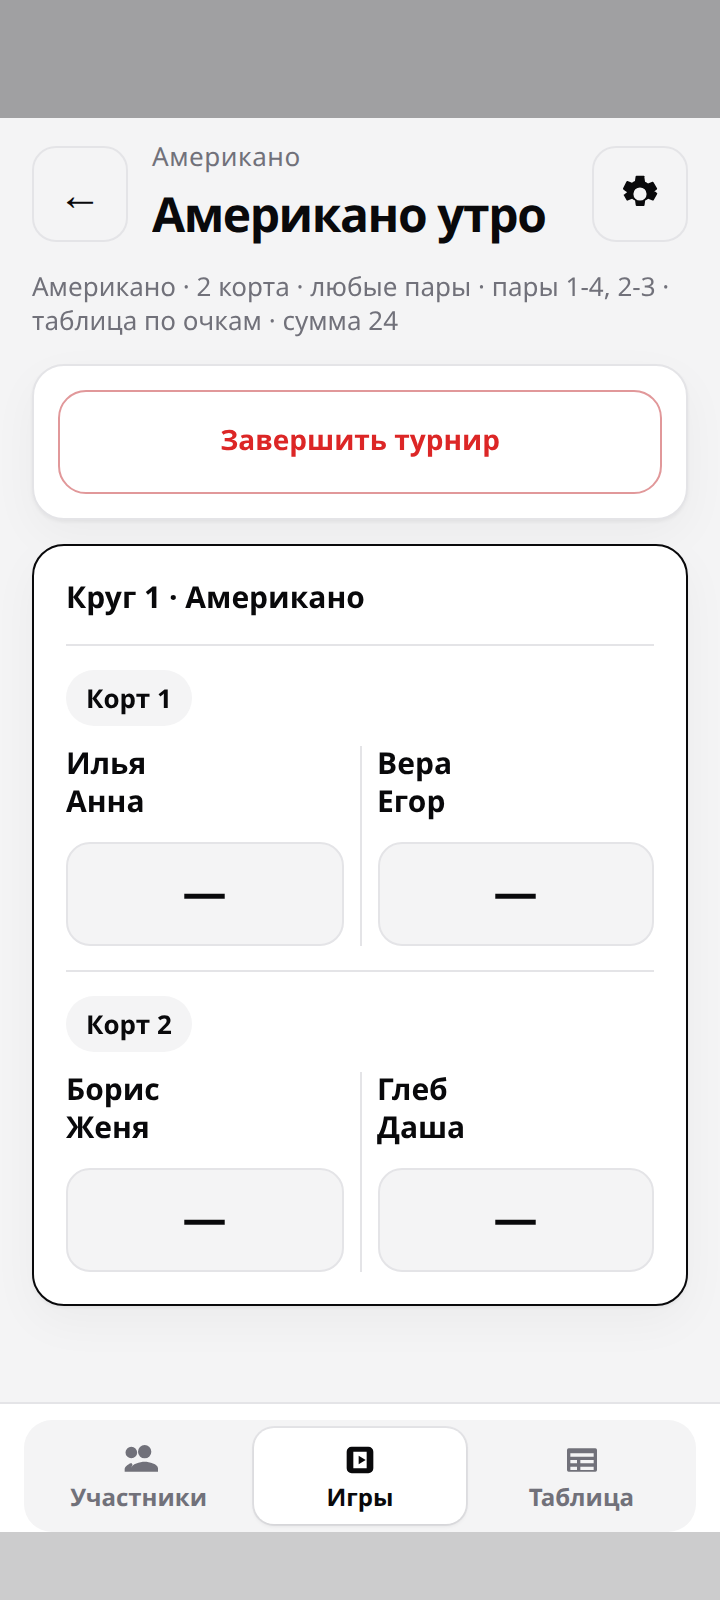 ←
Американо
Американо утро
Американо · 2 корта · любые пары · пары 1-4, 2-3 ·
таблица по очкам · сумма 24
Завершить турнир
Круг 1 · Американо
Корт 1
Илья
Анна
Вера
Егор
—
—
Корт 2
Борис
Женя
Глеб
Даша
—
—
Участники
Игры
Таблица